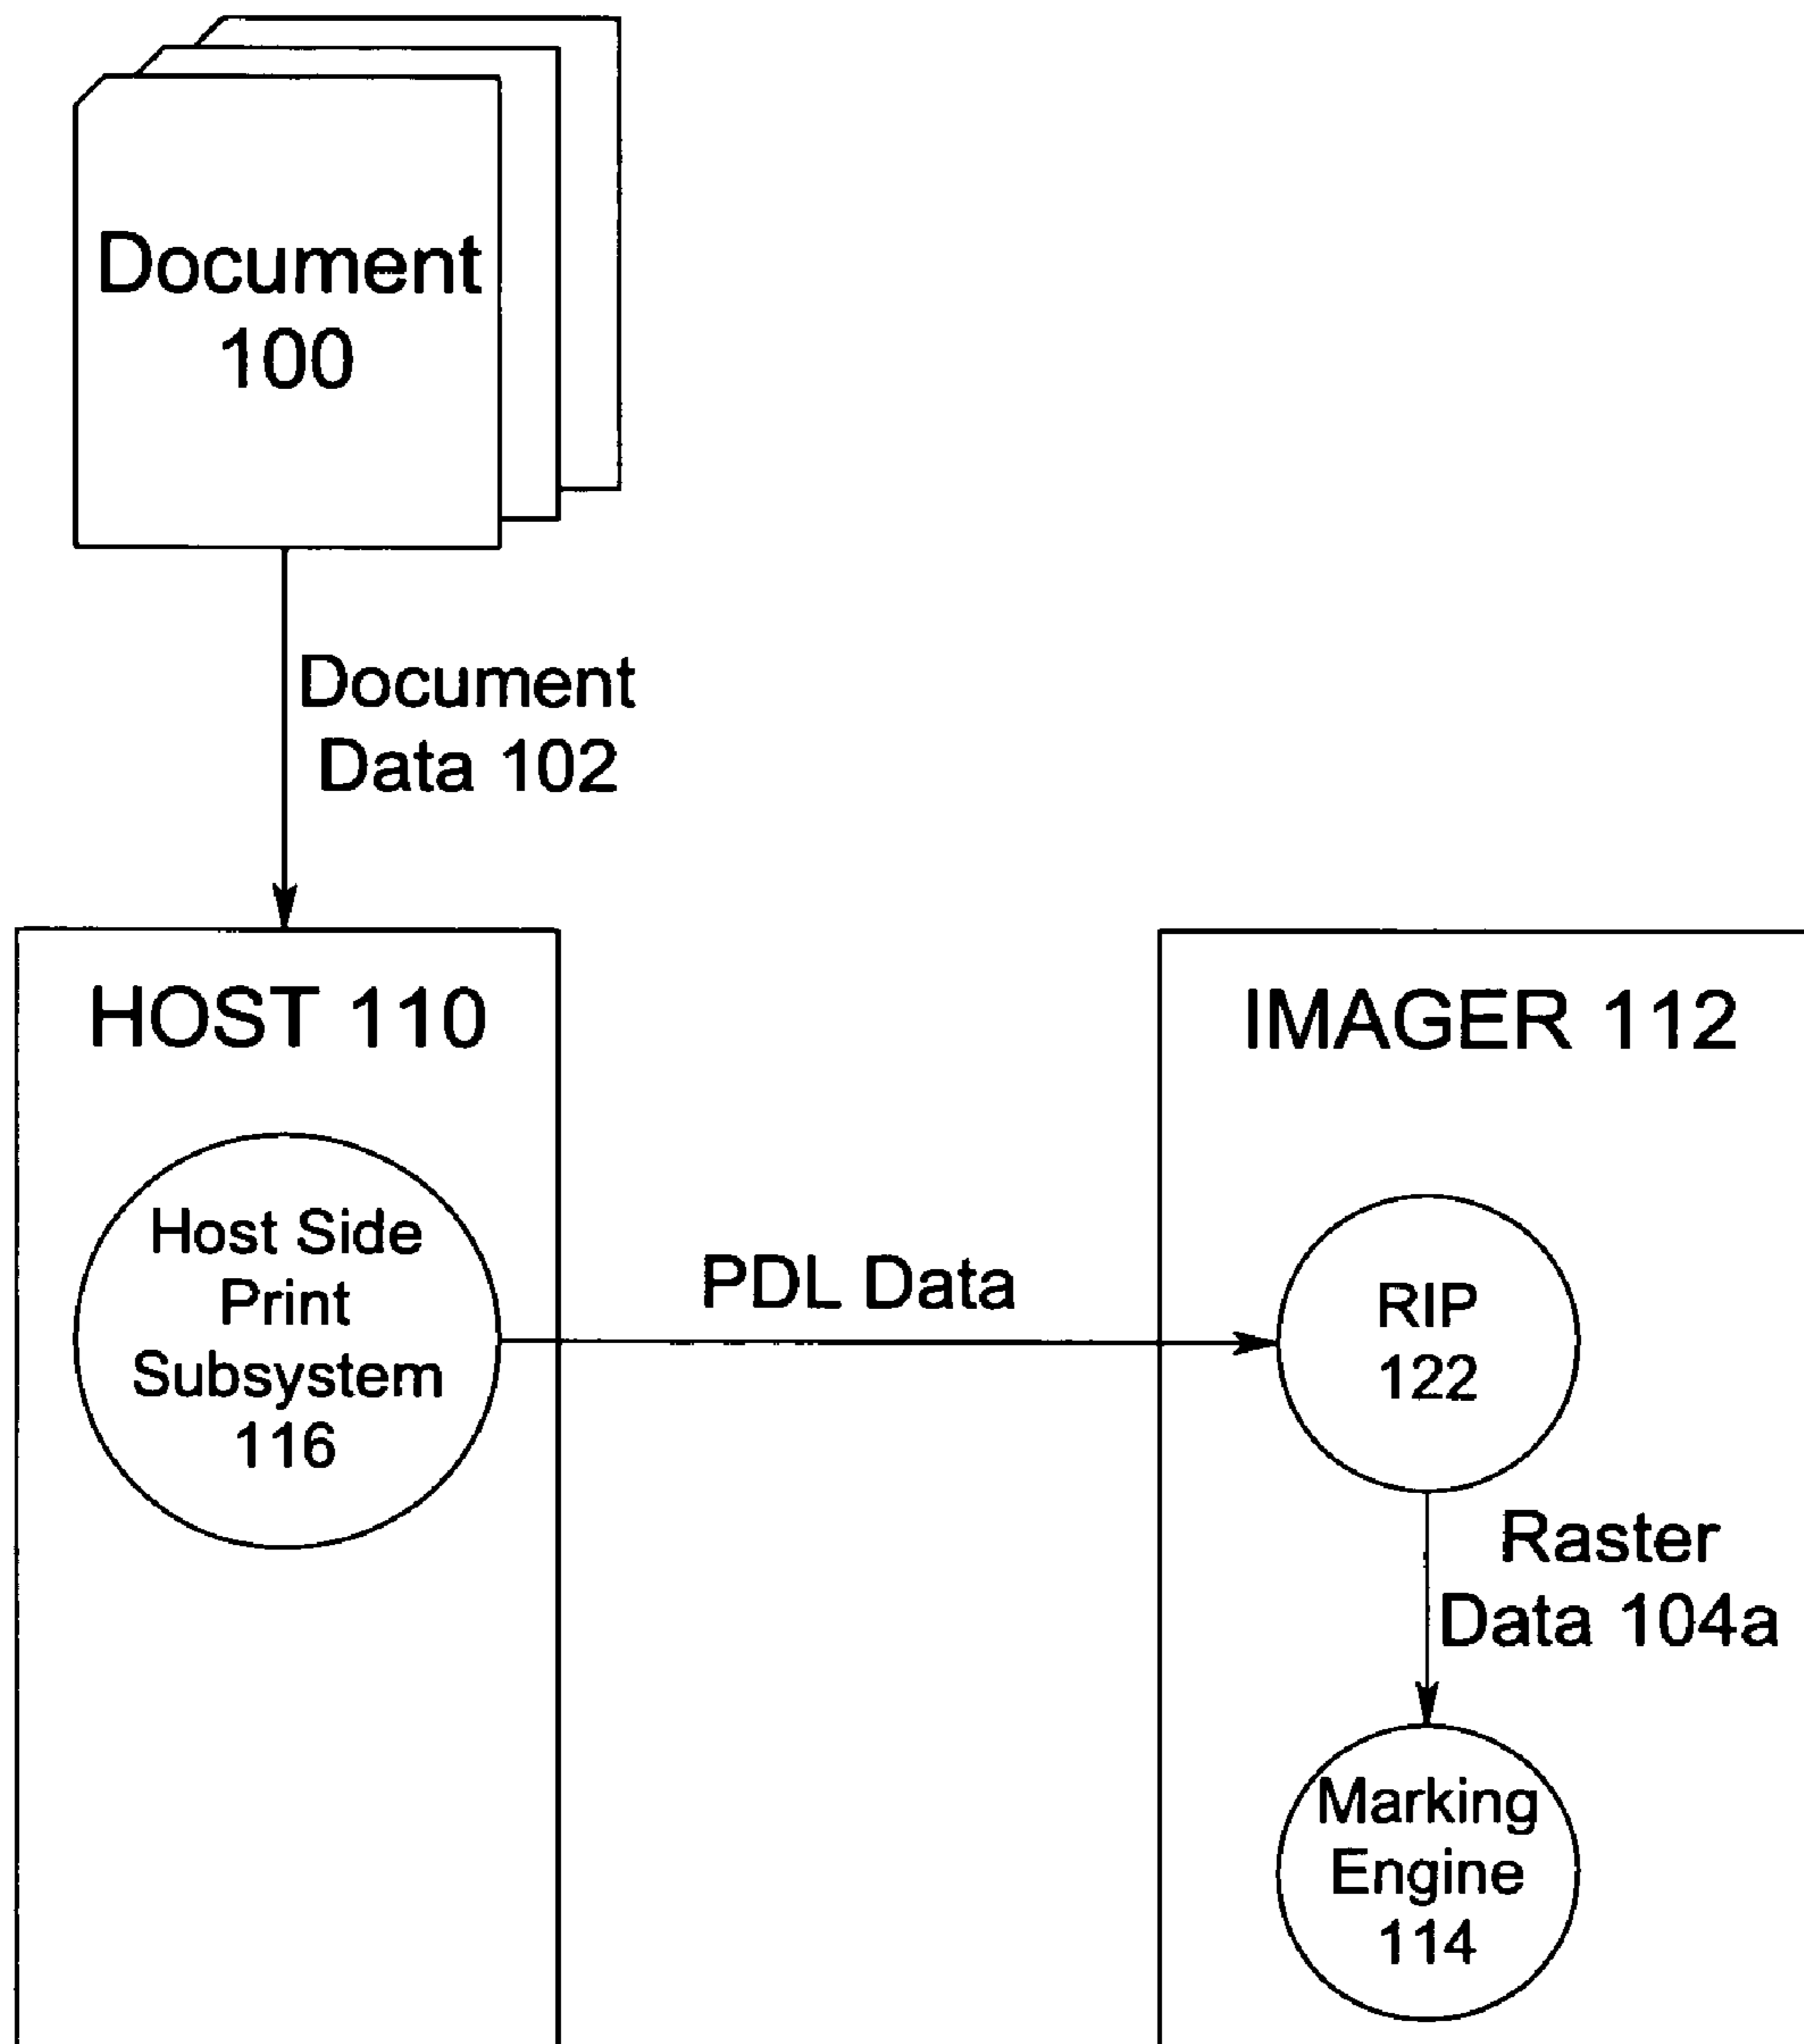 Document
100
Document
Data 102
HOST 110
IMAGER 112
Host Side
Print
Subsystem
116
PDL Data
RIP
122
Raster
Data 104a
Marking
Engine
114